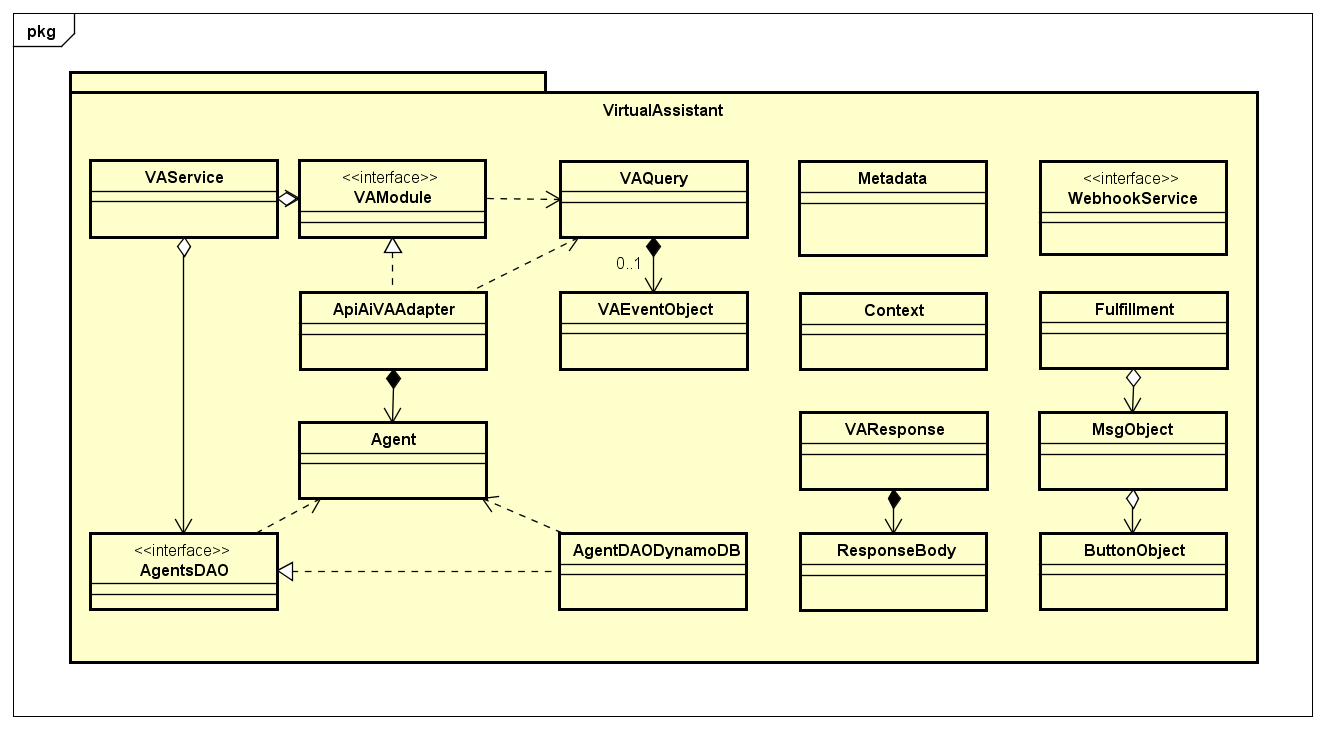 pkg
VirtualAssistant
VAService
<<interface>>
VAModule
VAQuery
Metadata
<<interface>>
WebhookService
0..1
ApiAiVAAdapter
VAEventObject
Context
Fulfillment
Agent
VAResponse
MsgObject
<<interface>>
AgentsDAO
AgentDAODynamoDB
ResponseBody
ButtonObject